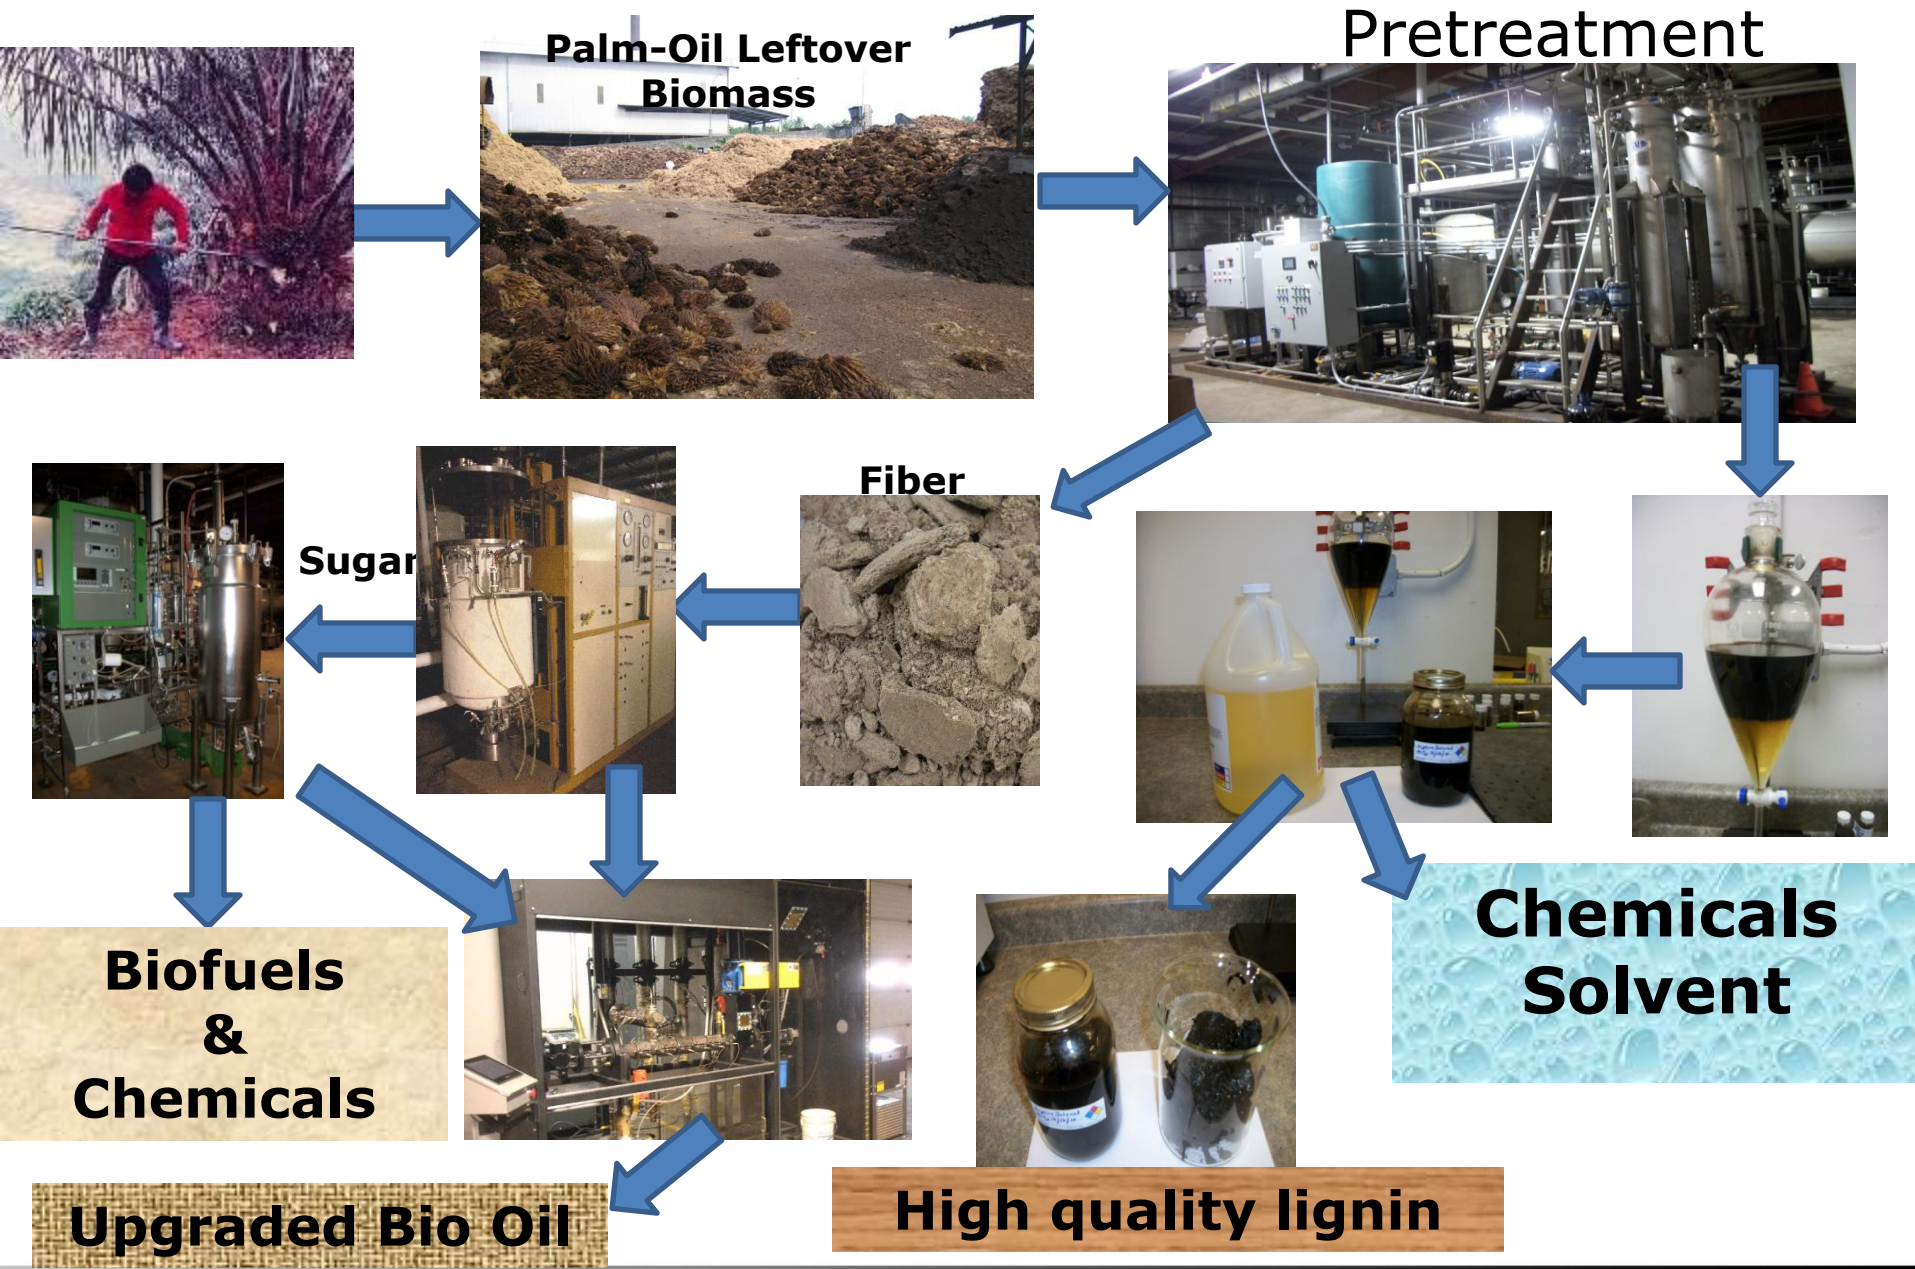 Pretreatment
Palm-Oil Leftover
Biomass
Fiber
Sugar
Chemicals
Solvent
Biofuels
&
Chemicals
High quality lignin
Upgraded Bio Oil